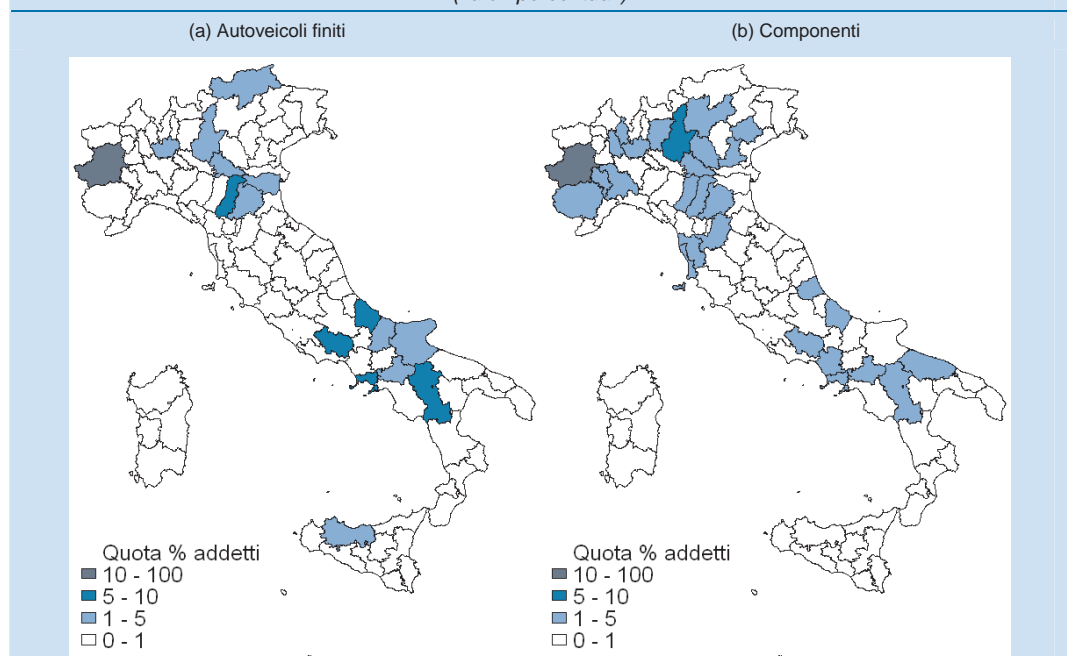 (a) Autoveicoli finiti
(b) Componenti
Quota % addetti
10 - 100
5 - 10
1 - 5
0 - 1
Quota % addetti
10 - 100
5 - 10
1 - 5
0 - 1